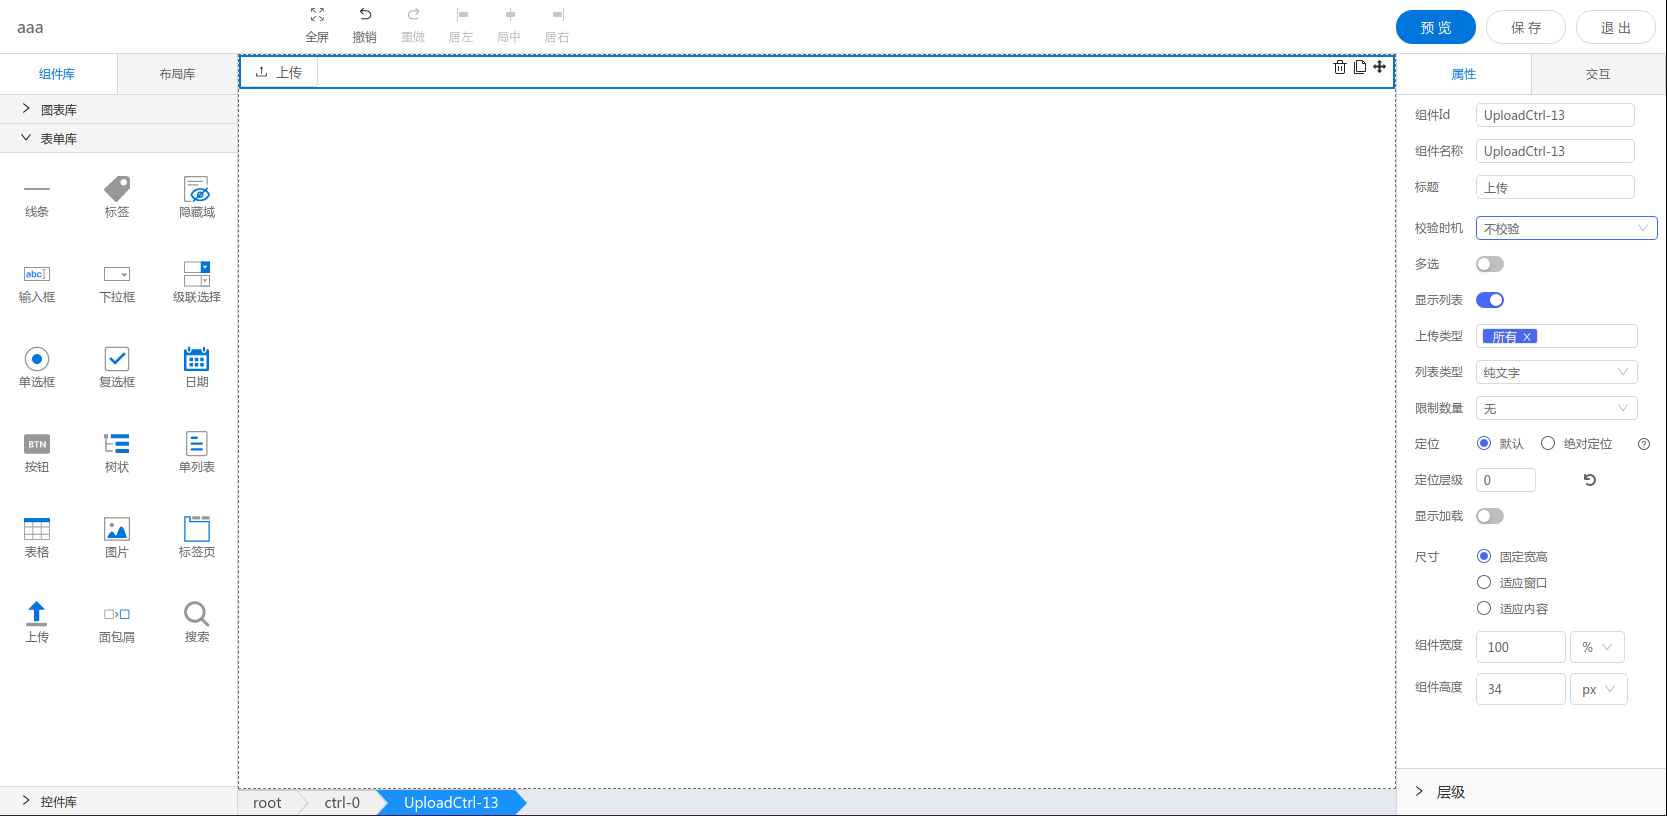 aaa
全屏 撤销 重做 居左 局中 居右
预 览 保 存 退 出
组件库 布局库
图表库
表单库
线条 标签 隐藏域
abc
输入框 下拉框 级联选择
单选框 复选框 日期
BTN
按钮 树状 单列表
表格 图片 标签页
上传 面包屑 搜索
控件库
上传
root ctrl-0 UploadCtrl-13
属性 交互
组件Id UploadCtrl-13
组件名称 UploadCtrl-13
标题 上传
校验时机 不校验
多选
显示列表
上传类型 所有 x
列表类型 纯文字
限制数量 无
定位 默认 绝对定位 ?
定位层级 0
显示加载
尺寸 固定宽高
适应窗口
适应内容
组件宽度 100 %
组件高度 34 px
层级